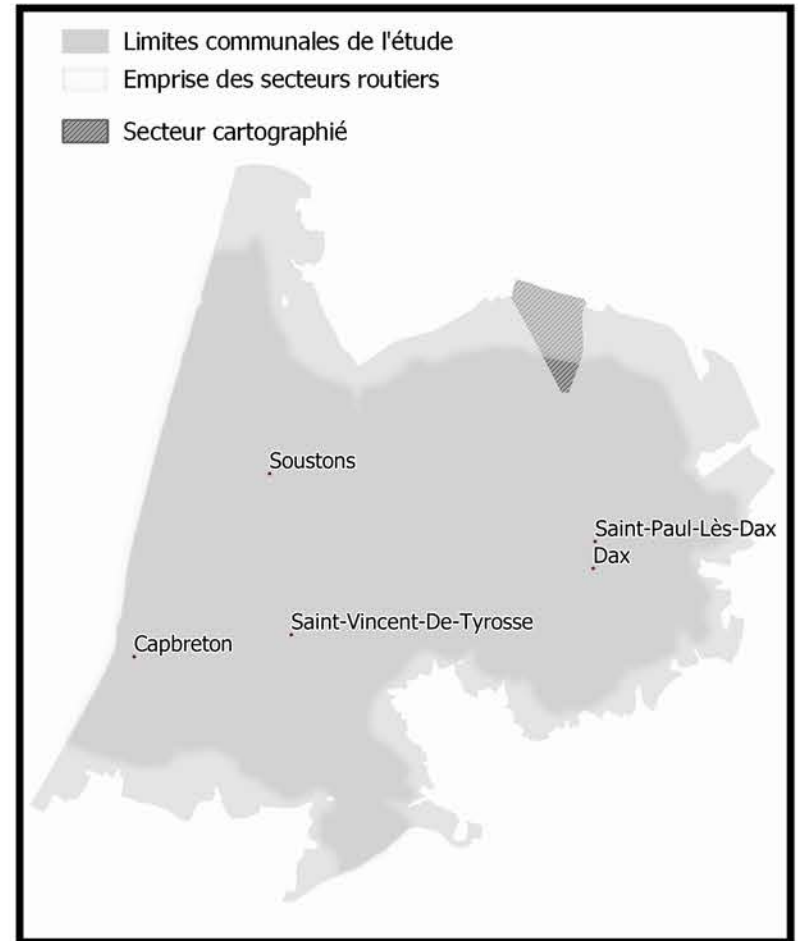 Limites communales de l'étude
Emprise des secteurs routiers
Secteur cartographié
Soustons
Saint-Paul-Lès-Dax
Dax
Saint-Vincent-De-Tyrosse
Capbreton